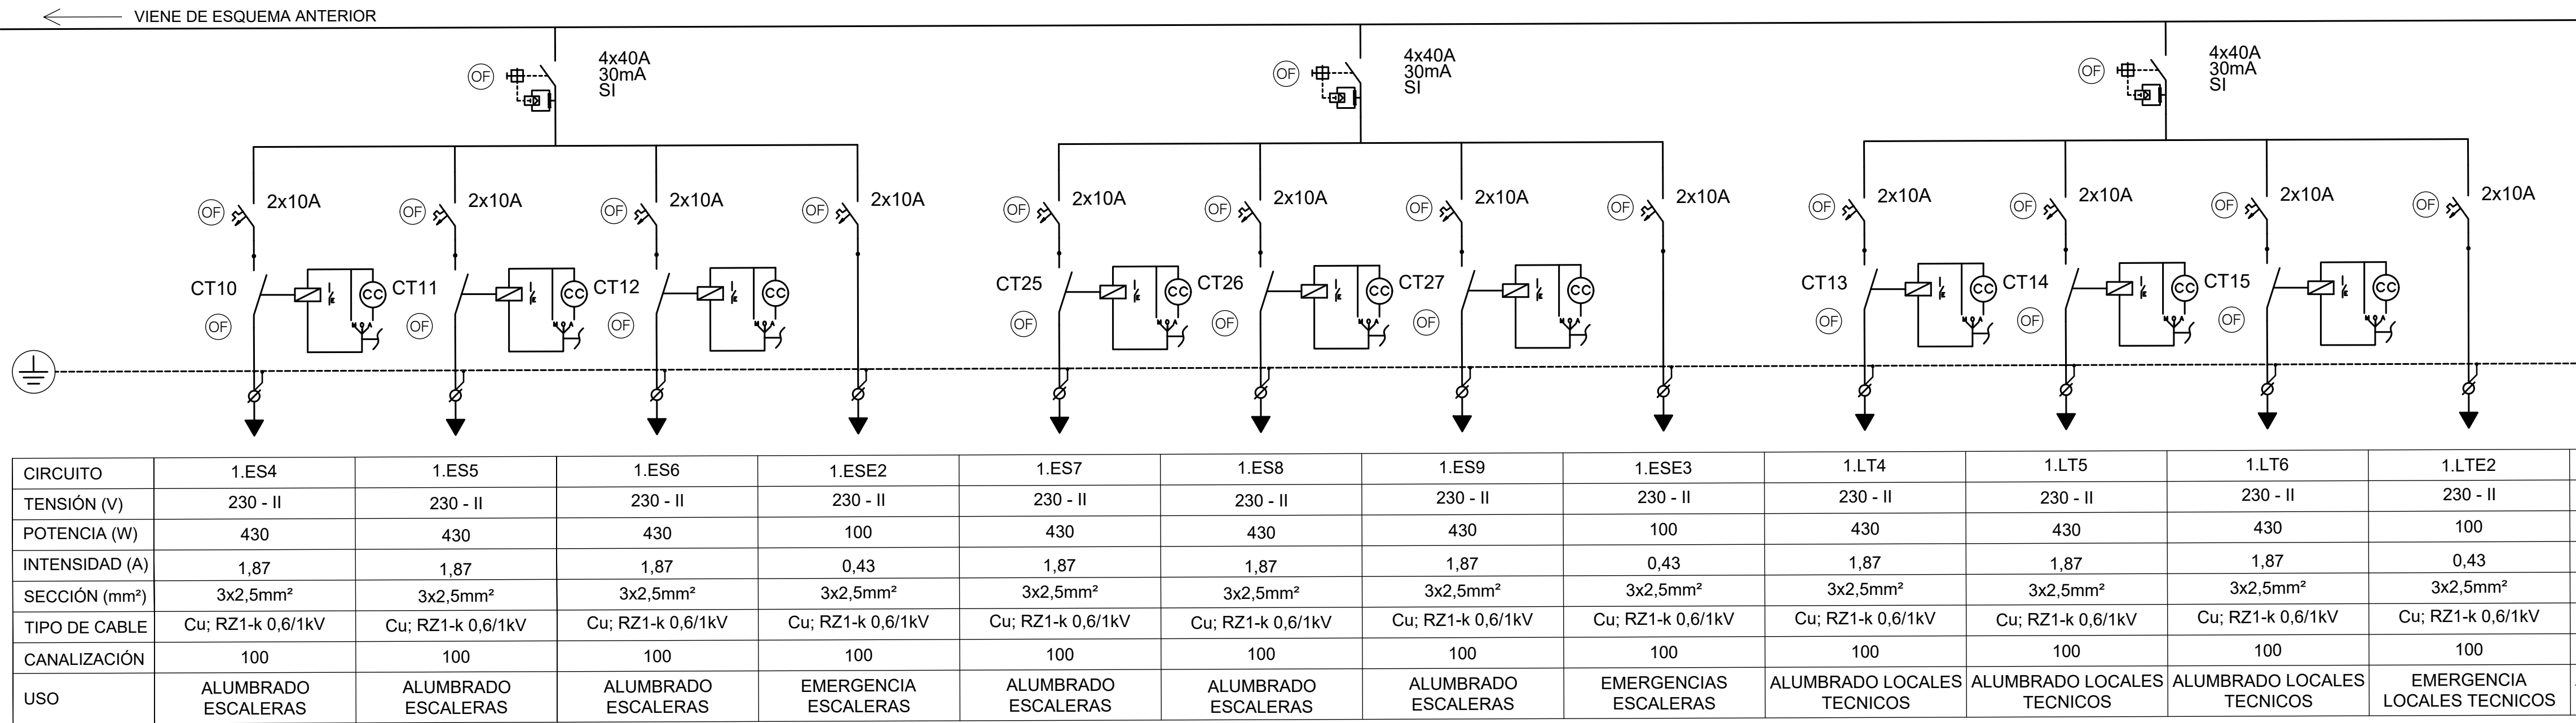 VIENE DE ESQUEMA ANTERIOR
OF 4x40A
30mA
SI
OF 4x40A
30mA
SI
OF 4x40A
30mA
SI
OF 2x10A OF 2x10A OF 2x10A OF 2x10A OF 2x10A OF 2x10A OF 2x10A OF 2x10A OF 2x10A OF 2x10A OF 2x10A OF 2x10A
CT10 CC CT11 CC CT12 CC CT25 CC CT26 CC CT27 CC CT13 CC CT14 CC CT15 CC
M O A M O A M O A M O A M O A M O A M O A M O A M O A
OF OF OF OF OF OF OF OF OF
CIRCUITO 1.ES4 1.ES5 1.ES6 1.ESE2 1.ES7 1.ES8 1.ES9 1.ESE3 1.LT4 1.LT5 1.LT6 1.LTE2
TENSIÓN (V) 230 - II 230 - II 230 - II 230 - II 230 - II 230 - II 230 - II 230 - II 230 - II 230 - II 230 - II 230 - II
POTENCIA (W) 430 430 430 100 430 430 430 100 430 430 430 100
INTENSIDAD (A) 1,87 1,87 1,87 0,43 1,87 1,87 1,87 0,43 1,87 1,87 1,87 0,43
SECCIÓN (mm²) 3x2,5mm² 3x2,5mm² 3x2,5mm² 3x2,5mm² 3x2,5mm² 3x2,5mm² 3x2,5mm² 3x2,5mm² 3x2,5mm² 3x2,5mm² 3x2,5mm² 3x2,5mm²
TIPO DE CABLE Cu; RZ1-k 0,6/1kV Cu; RZ1-k 0,6/1kV Cu; RZ1-k 0,6/1kV Cu; RZ1-k 0,6/1kV Cu; RZ1-k 0,6/1kV Cu; RZ1-k 0,6/1kV Cu; RZ1-k 0,6/1kV Cu; RZ1-k 0,6/1kV Cu; RZ1-k 0,6/1kV Cu; RZ1-k 0,6/1kV Cu; RZ1-k 0,6/1kV Cu; RZ1-k 0,6/1kV
CANALIZACIÓN 100 100 100 100 100 100 100 100 100 100 100 100
USO ALUMBRADO ALUMBRADO ALUMBRADO EMERGENCIA ALUMBRADO ALUMBRADO ALUMBRADO EMERGENCIAS ALUMBRADO LOCALES ALUMBRADO LOCALES ALUMBRADO LOCALES EMERGENCIA
ESCALERAS ESCALERAS ESCALERAS ESCALERAS ESCALERAS ESCALERAS ESCALERAS ESCALERAS TECNICOS TECNICOS TECNICOS LOCALES TECNICOS